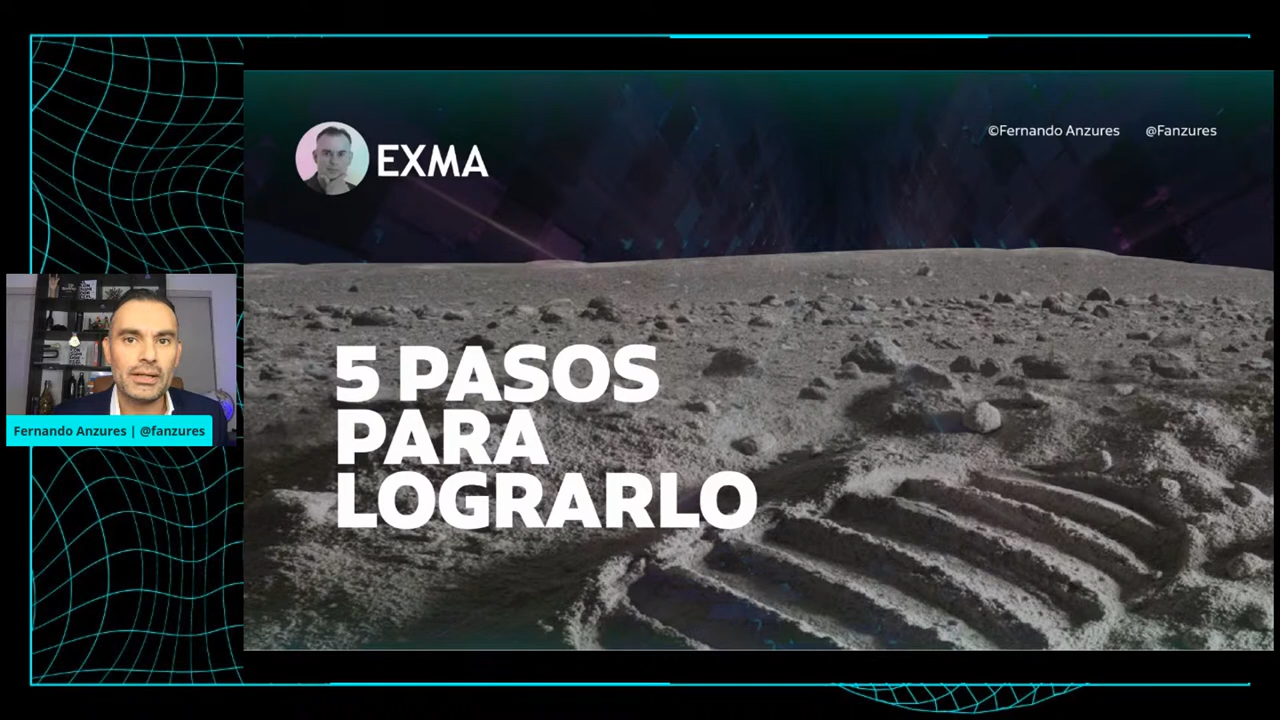 EXMA
©Fernando Anzures @Fanzures
5 PASOS
PARA
LOGRARLO
Fernando Anzures | @fanzures